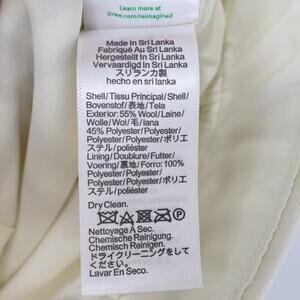 Learn more at
jcrew.com/reimagined
Made In Sri Lanka
Fabriqué Au Sri Lanka
Hergestellt In Sri Lanka
Vervaardigd In Sri Lanka
スリランカ製
hecho en sri lanka
Shell/Tissu Principal/Shell/
Bovenstof/表地/Tela
Exterior: 55% Wool/Laine/
Wolle/Wol/毛/lana
45% Polyester/Polyester/
Polyester/Polyester/ポリエ
ステル/poliéster
Lining/Doublure/Futter/
Voering/裏地/Forro: 100%
Polyester/Polyester/
Polyester/Polyester/ポリエ
ステル/poliéster
Dry Clean.
Nettoyage À Sec.
Chemische Reinigung.
Chemisch Reinigen.
ドライクリーニングをし
てください。
Lavar En Seco.